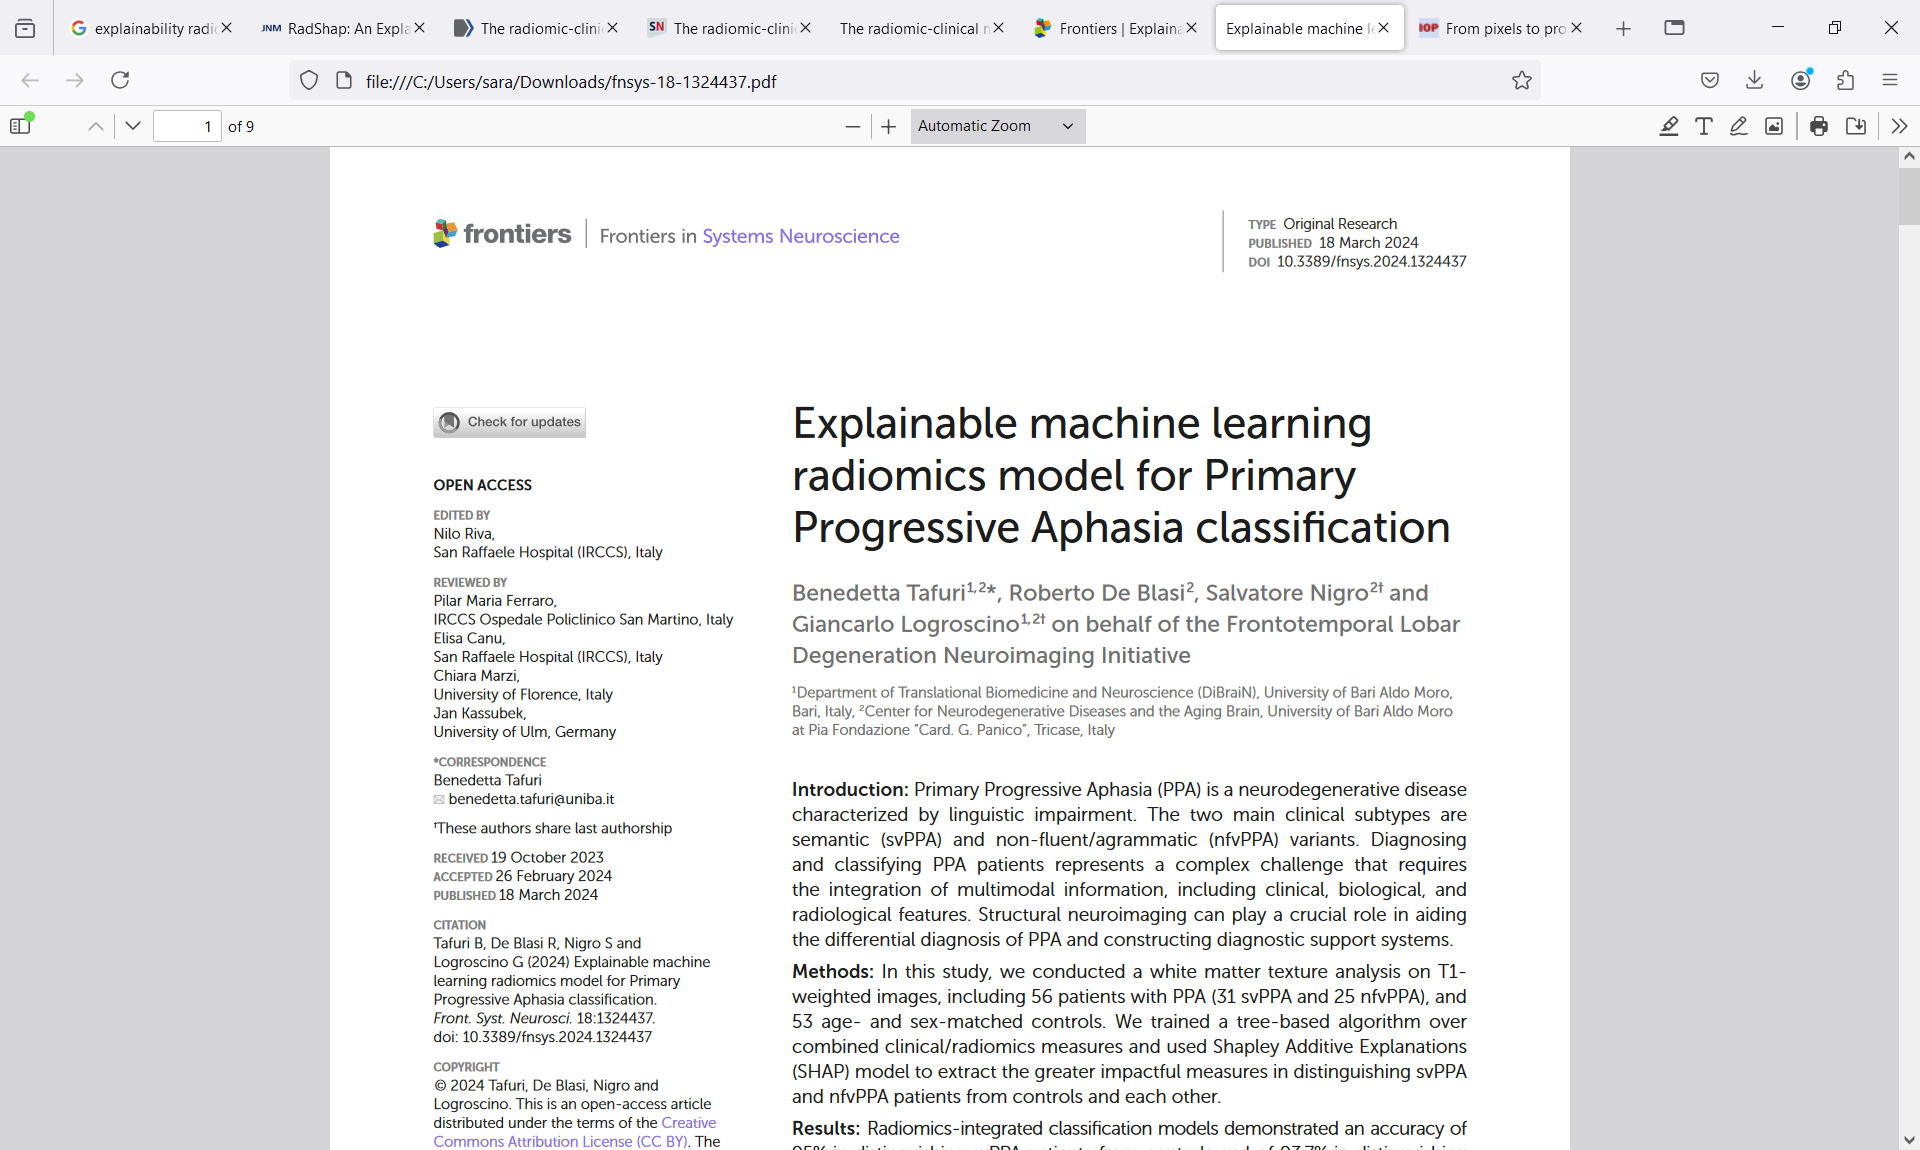 explainability radi
JNM RadShap: An Expla
The radiomic-clini
SN The radiomic-clini
The radiomic-clinical n
Frontiers | Explaina
Explainable machine l
IOP From pixels to pro
file:///C:/Users/sara/Downloads/fnsys-18-1324437.pdf
1 of 9
Automatic Zoom
frontiers | Frontiers in Systems Neuroscience
TYPE Original Research
PUBLISHED 18 March 2024
DOI 10.3389/fnsys.2024.1324437
Check for updates
OPEN ACCESS
EDITED BY
Nilo Riva,
San Raffaele Hospital (IRCCS), Italy
REVIEWED BY
Pilar Maria Ferraro,
IRCCS Ospedale Policlinico San Martino, Italy
Elisa Canu,
San Raffaele Hospital (IRCCS), Italy
Chiara Marzi,
University of Florence, Italy
Jan Kassubek,
University of Ulm, Germany
*CORRESPONDENCE
Benedetta Tafuri
benedetta.tafuri@uniba.it
†These authors share last authorship
RECEIVED 19 October 2023
ACCEPTED 26 February 2024
PUBLISHED 18 March 2024
CITATION
Tafuri B, De Blasi R, Nigro S and
Logroscino G (2024) Explainable machine
learning radiomics model for Primary
Progressive Aphasia classification.
Front. Syst. Neurosci. 18:1324437.
doi: 10.3389/fnsys.2024.1324437
COPYRIGHT
© 2024 Tafuri, De Blasi, Nigro and
Logroscino. This is an open-access article
distributed under the terms of the Creative
Commons Attribution License (CC BY). The
Explainable machine learning
radiomics model for Primary
Progressive Aphasia classification
Benedetta Tafuri1,2*, Roberto De Blasi2, Salvatore Nigro2† and
Giancarlo Logroscino1,2† on behalf of the Frontotemporal Lobar
Degeneration Neuroimaging Initiative
1Department of Translational Biomedicine and Neuroscience (DiBraiN), University of Bari Aldo Moro,
Bari, Italy, 2Center for Neurodegenerative Diseases and the Aging Brain, University of Bari Aldo Moro
at Pia Fondazione "Card. G. Panico", Tricase, Italy
Introduction: Primary Progressive Aphasia (PPA) is a neurodegenerative disease
characterized by linguistic impairment. The two main clinical subtypes are
semantic (svPPA) and non-fluent/agrammatic (nfvPPA) variants. Diagnosing
and classifying PPA patients represents a complex challenge that requires
the integration of multimodal information, including clinical, biological, and
radiological features. Structural neuroimaging can play a crucial role in aiding
the differential diagnosis of PPA and constructing diagnostic support systems.
Methods: In this study, we conducted a white matter texture analysis on T1-
weighted images, including 56 patients with PPA (31 svPPA and 25 nfvPPA), and
53 age- and sex-matched controls. We trained a tree-based algorithm over
combined clinical/radiomics measures and used Shapley Additive Explanations
(SHAP) model to extract the greater impactful measures in distinguishing svPPA
and nfvPPA patients from controls and each other.
Results: Radiomics-integrated classification models demonstrated an accuracy of